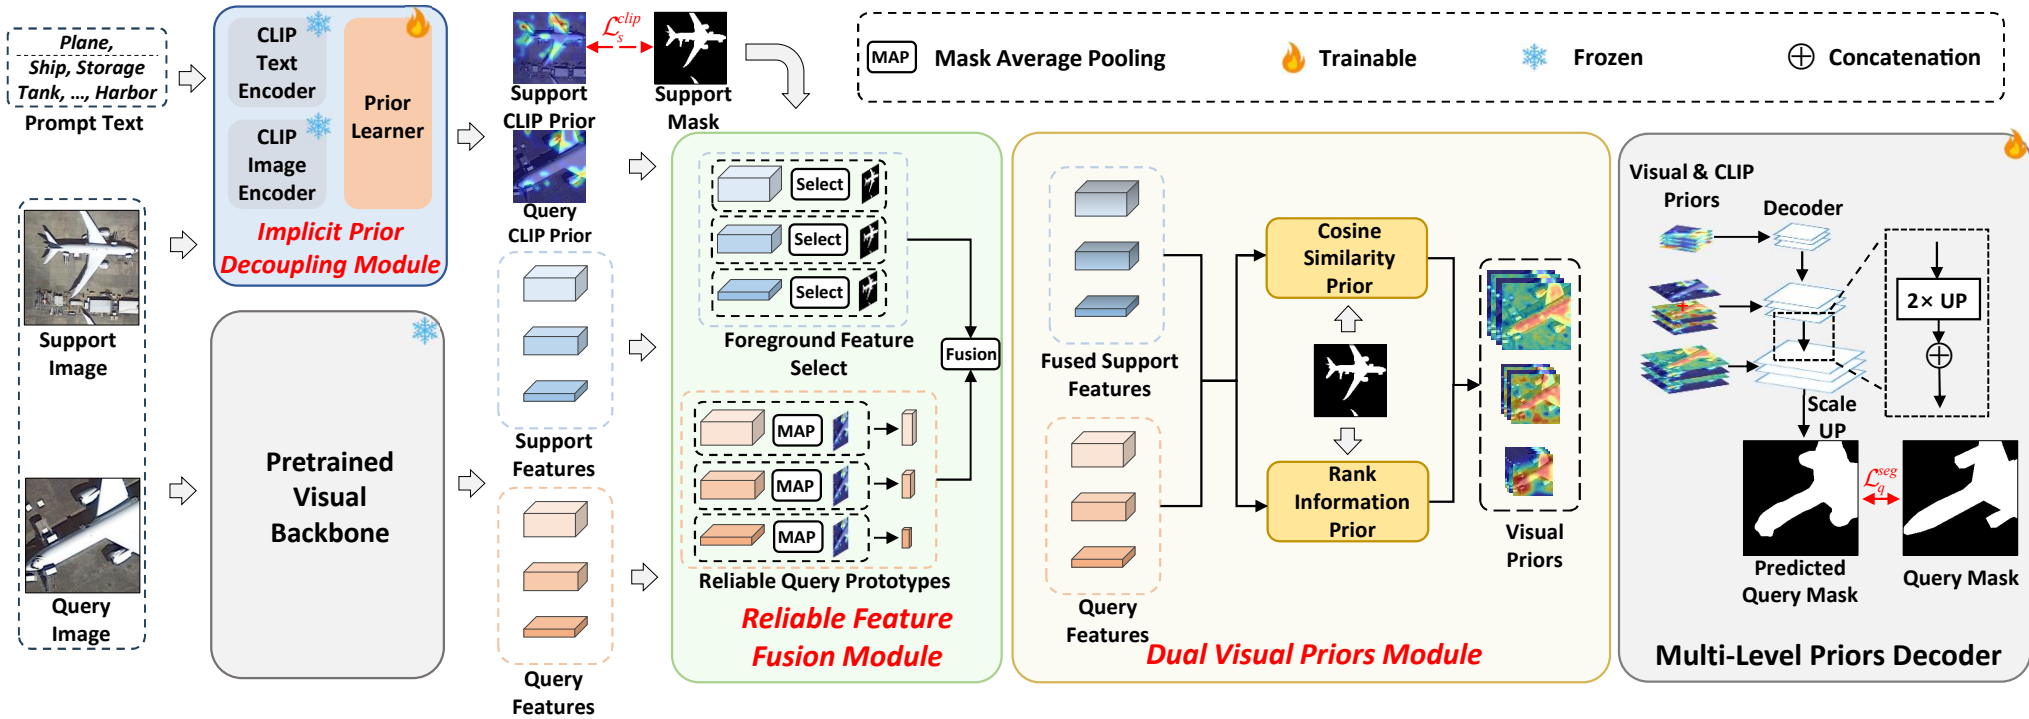 Plane,
Ship, Storage
Tank, ..., Harbor
Prompt Text
Support
Image
Query
Image
CLIP
Text
Encoder
CLIP
Image
Encoder
Prior
Learner
Implicit Prior
Decoupling Module
Pretrained
Visual
Backbone
Support
CLIP Prior
ℒ_s^{clip}
Support
Mask
Query
CLIP Prior
Support
Features
Query
Features
MAP Mask Average Pooling
Trainable
Frozen
⊕ Concatenation
Select
Select
Select
Foreground Feature
Select
Fusion
MAP
MAP
MAP
Reliable Query Prototypes
Reliable Feature
Fusion Module
Fused Support
Features
Query
Features
Cosine
Similarity
Prior
Rank
Information
Prior
Visual
Priors
Dual Visual Priors Module
Visual & CLIP
Priors
Decoder
+
2× UP
⊕
Scale
UP
Predicted
Query Mask
ℒ_q^{seg}
Query Mask
Multi-Level Priors Decoder